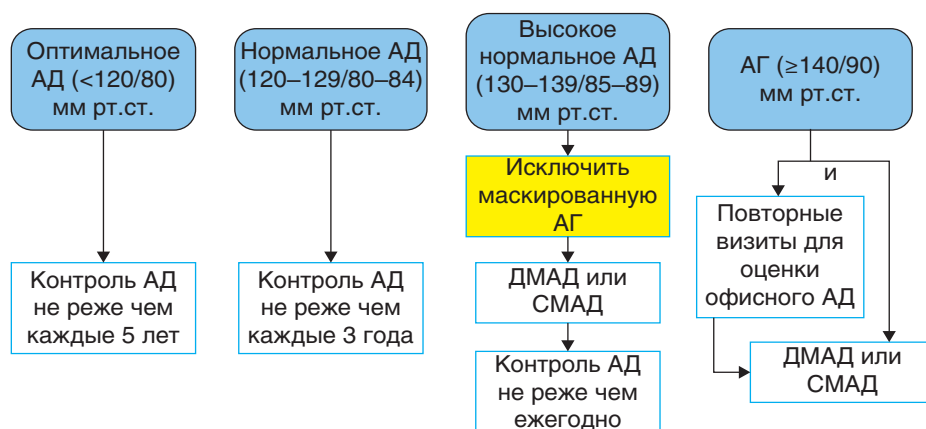 Оптимальное
АД (<120/80)
мм рт.ст.
Контроль АД
не реже чем
каждые 5 лет
Нормальное АД
(120–129/80–84)
мм рт.ст.
Контроль АД
не реже чем
каждые 3 года
Высокое
нормальное АД
(130–139/85–89)
мм рт.ст.
Исключить
маскированную
АГ
ДМАД или
СМАД
Контроль АД
не реже чем
ежегодно
АГ (≥140/90)
мм рт.ст.
и
Повторные
визиты для
оценки
офисного АД
ДМАД или
СМАД